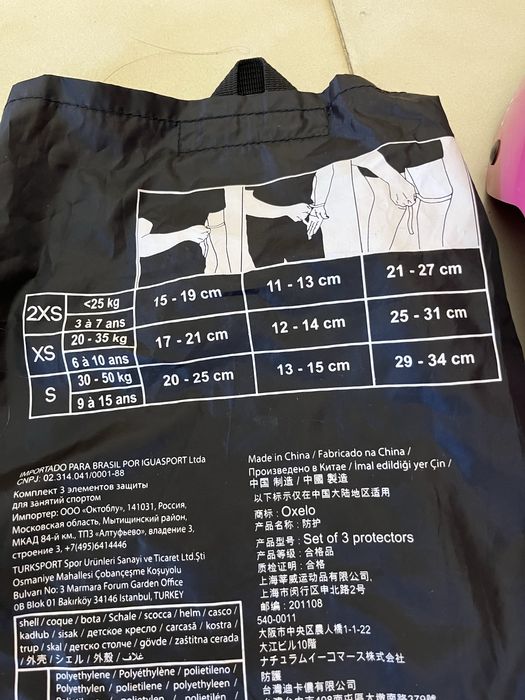 2XS <25 kg 15 - 19 cm 11 - 13 cm 21 - 27 cm
3 à 7 ans
XS 20 - 35 kg 17 - 21 cm 12 - 14 cm 25 - 31 cm
6 à 10 ans
S 30 - 50 kg 20 - 25 cm 13 - 15 cm 29 - 34 cm
9 à 15 ans
IMPORTADO PARA BRASIL POR IGUASPORT Ltda
CNPJ: 02.314.041/0001-88
Комплект 3 элементов защиты
для занятий спортом
Импортер: ООО «Октоблу», 141031, Россия,
Московская область, Мытищинский район,
МКАД 84-й км., ТПЗ «Алтуфьево», владение 3,
строение 3, +7(495)6414446
TURKSPORT Spor Ürünleri Sanayi ve Ticaret Ltd.Şti
Osmaniye Mahallesi Çobançeşme Koşuyolu
Bulvarı No: 3 Marmara Forum Garden Office
0B Blok 01 Bakırköy 34146 Istanbul, TURKEY
shell / coque / bota / Schale / scocca / helm / casco /
kadłub / sisak / детское кресло / carcasă / kostra /
trup / skal / детско столче / gövde / zaštitna cerada
/ 外壳 / シェル / 外殼 / غلاف
polyethylene / Polyéthylène / polietileno /
Polyethylen / polietilene / polyethyleen /
Made in China / Fabricado na China /
Произведено в Китае / İmal edildiği yer Çin /
中国 制造 / 中國 製造
以下标示仅在中国大陆地区适用
商标 : Oxelo
产品名称 : 防护
产品型号 : Set of 3 protectors
产品等级 : 合格品
质检证明 : 合格
上海莘威运动品有限公司,
上海市闵行区申北路2号
邮编 : 201108
540-0011
大阪市中央区農人橋1-1-22
大江ビル10階
ナチュラムイーコマース株式会社
防護
台灣迪卡儂有限公司